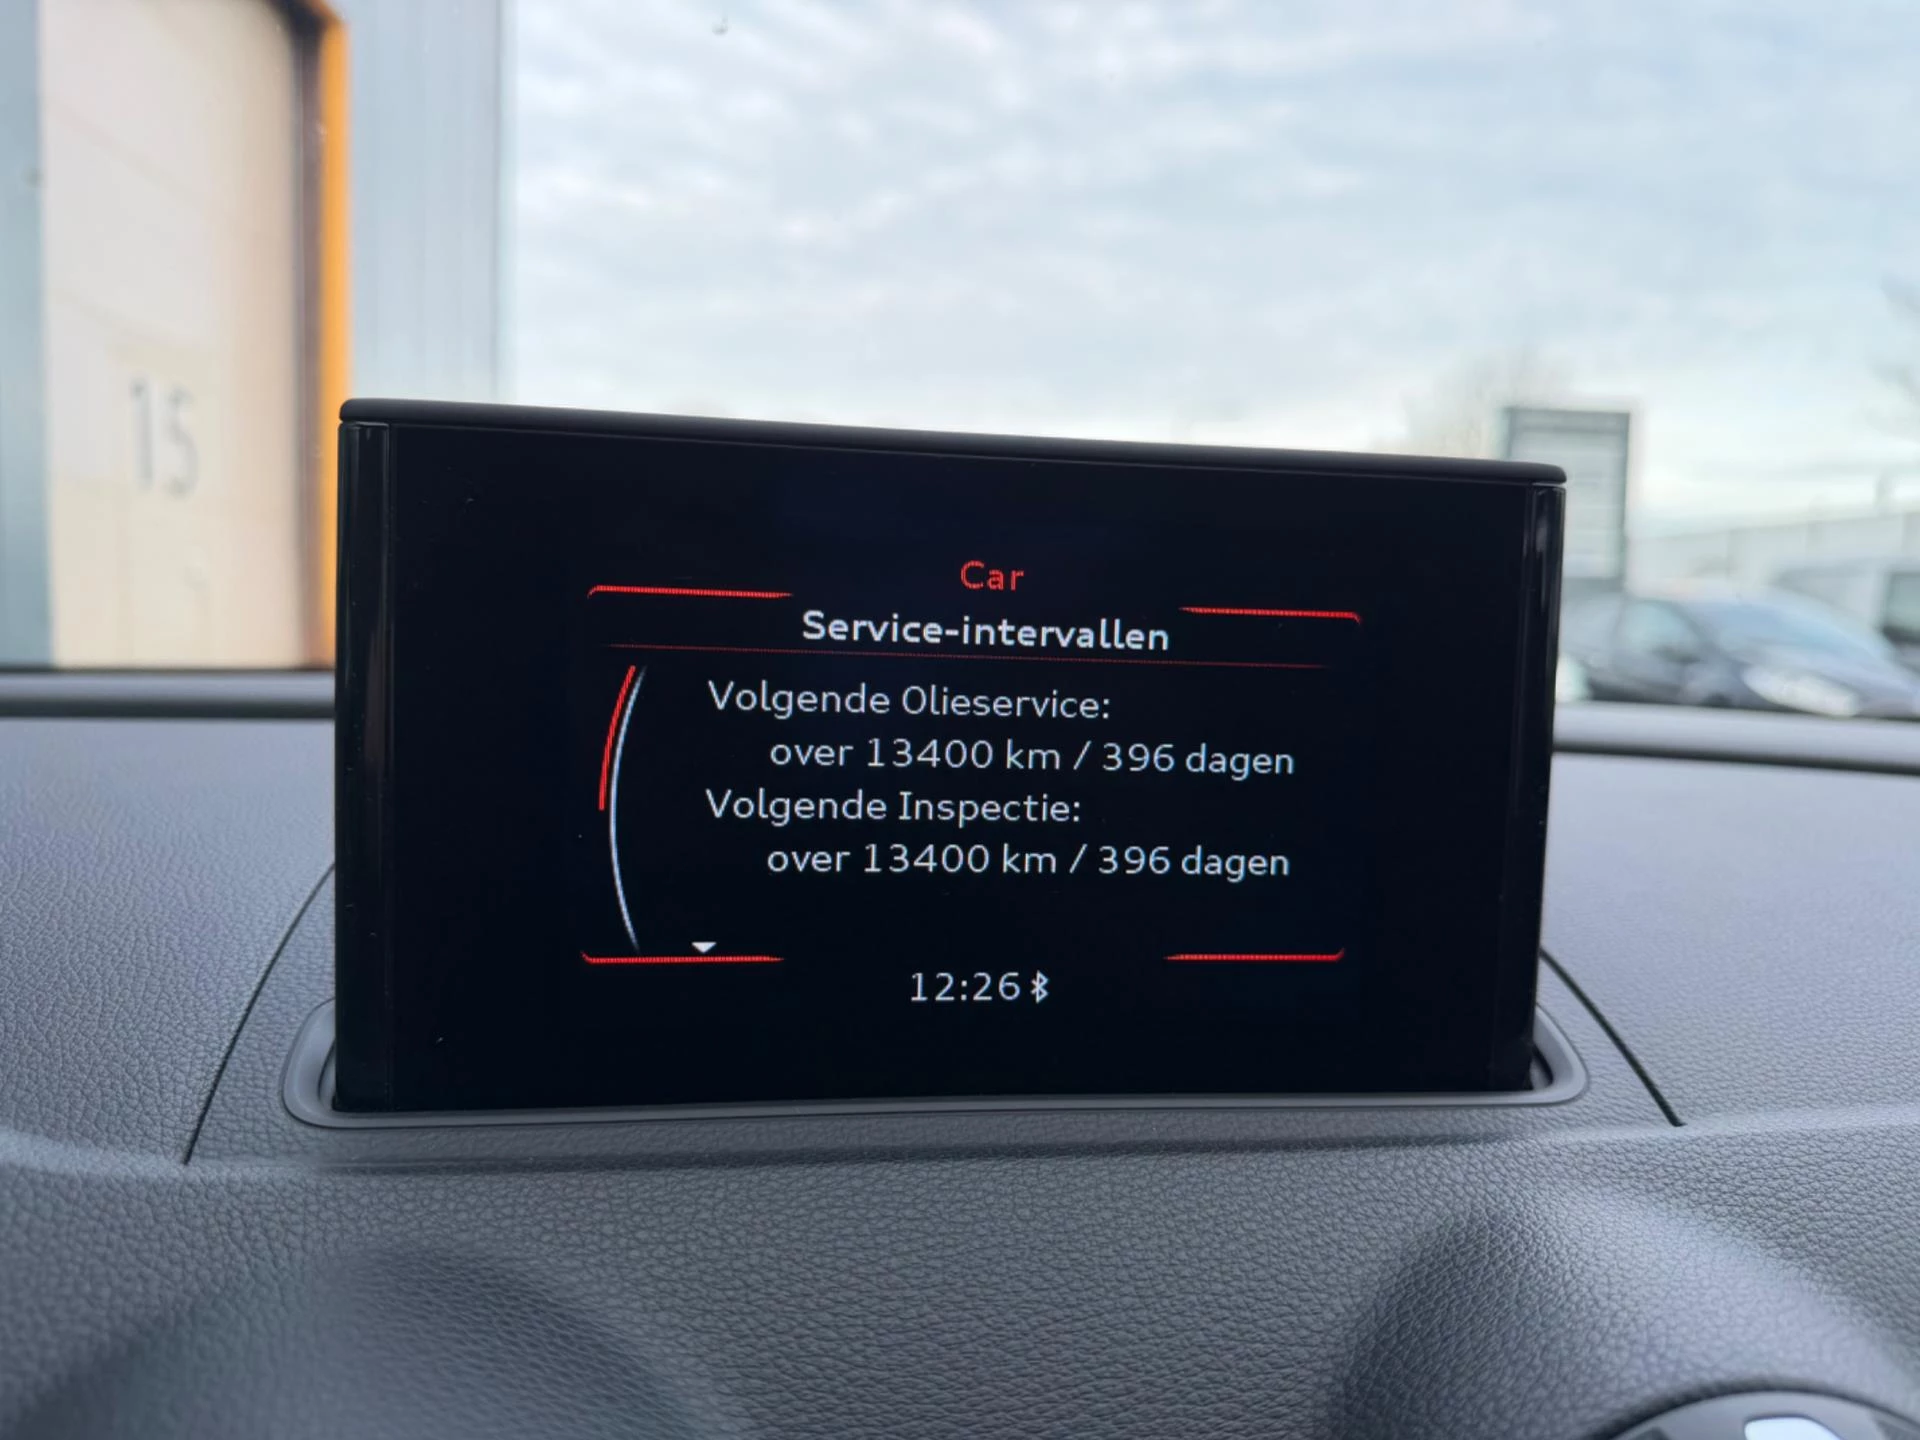 15
Car
Service-intervallen
Volgende Olieservice:
over 13400 km / 396 dagen
Volgende Inspectie:
over 13400 km / 396 dagen
12:26